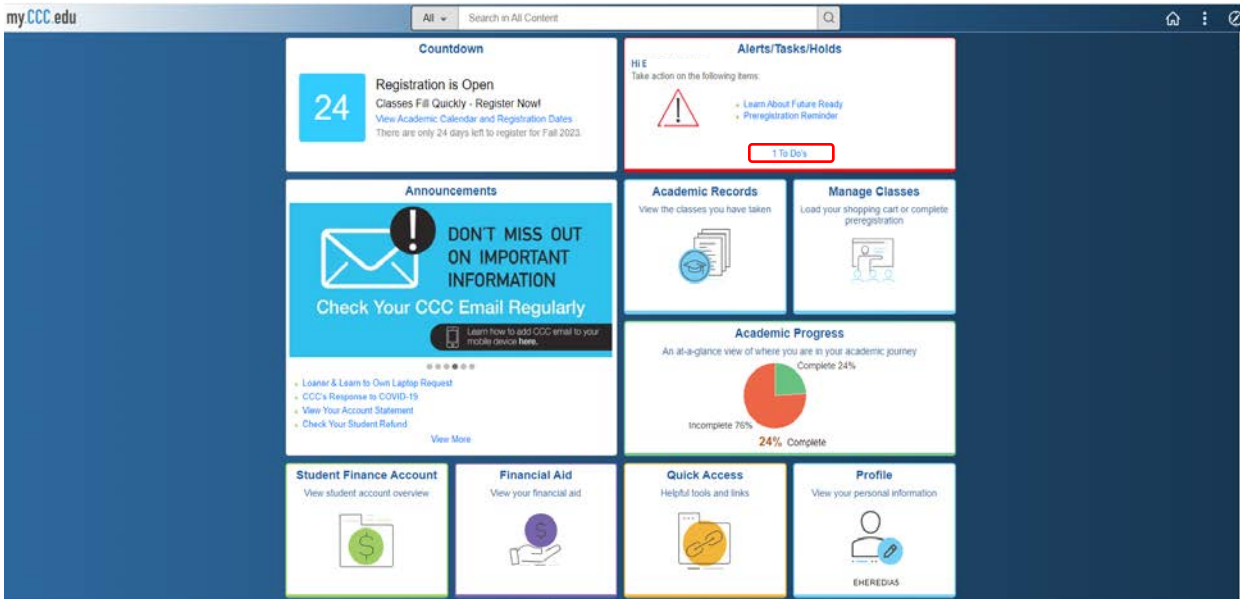 my.CCC.edu
All
Search in All Content
Countdown
24
Registration is Open
Classes Fill Quickly - Register Now!
View Academic Calendar and Registration Dates
There are only 24 days left to register for Fall 2023.
Alerts/Tasks/Holds
Hi E
Take action on the following items.
Learn About Future Ready
Preregistration Reminder
1 To Do's
Announcements
!
DON'T MISS OUT
ON IMPORTANT
INFORMATION
Check Your CCC Email Regularly
Learn how to add CCC email to your
mobile device here.
Loaner & Learn to Own Laptop Request
CCC's Response to COVID-19
View Your Account Statement
Check Your Student Refund
View More
Academic Records
View the classes you have taken
Manage Classes
Load your shopping cart or complete
preregistration
Academic Progress
An at-a-glance view of where you are in your academic journey
Complete 24%
Incomplete 76%
24% Complete
Student Finance Account
View student account overview
$
Financial Aid
View your financial aid
$
Quick Access
Helpful tools and links
Profile
View your personal information
EHEREDIA5